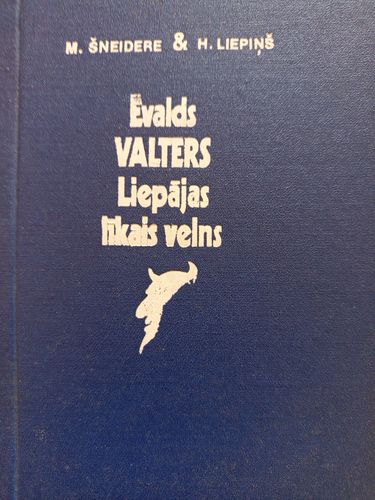 M. ŠNEIDERE & H. LIEPIŅŠ
Ēvalds
VALTERS
Liepājas
līkais velns